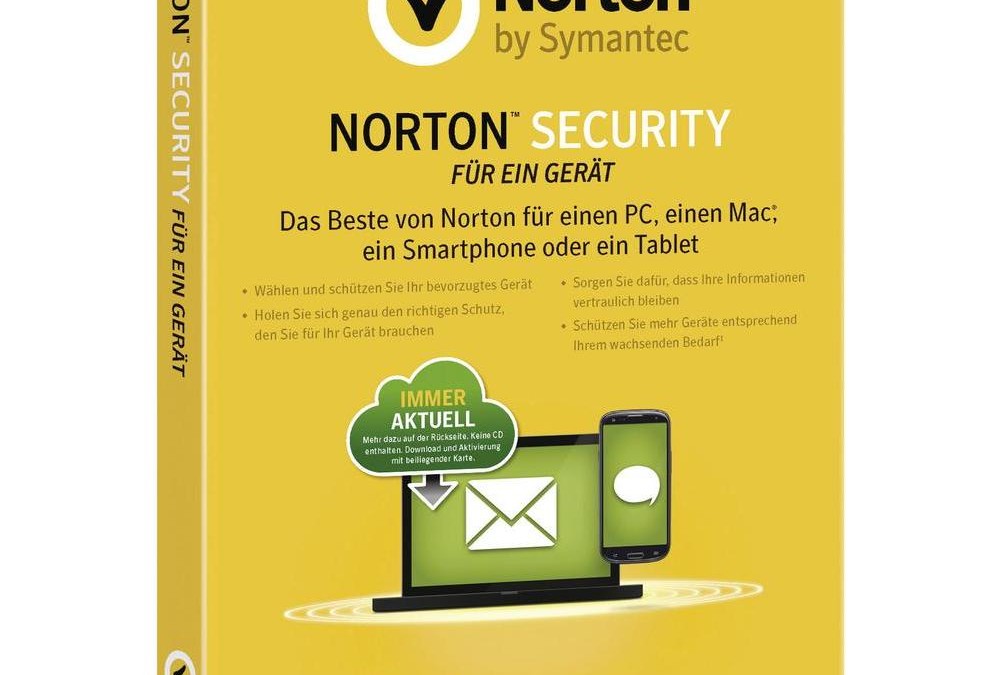 Norton
by Symantec
NORTON™ SECURITY
FÜR EIN GERÄT
Das Beste von Norton für einen PC, einen Mac®,
ein Smartphone oder ein Tablet
• Wählen und schützen Sie Ihr bevorzugtes Gerät
• Holen Sie sich genau den richtigen Schutz,
den Sie für Ihr Gerät brauchen
• Sorgen Sie dafür, dass Ihre Informationen
vertraulich bleiben
• Schützen Sie mehr Geräte entsprechend
Ihrem wachsenden Bedarf¹
IMMER
AKTUELL
Mehr dazu auf der Rückseite. Keine CD
enthalten. Download und Aktivierung
mit beiliegender Karte.
ON™ SECURITY FÜR EIN GERÄT